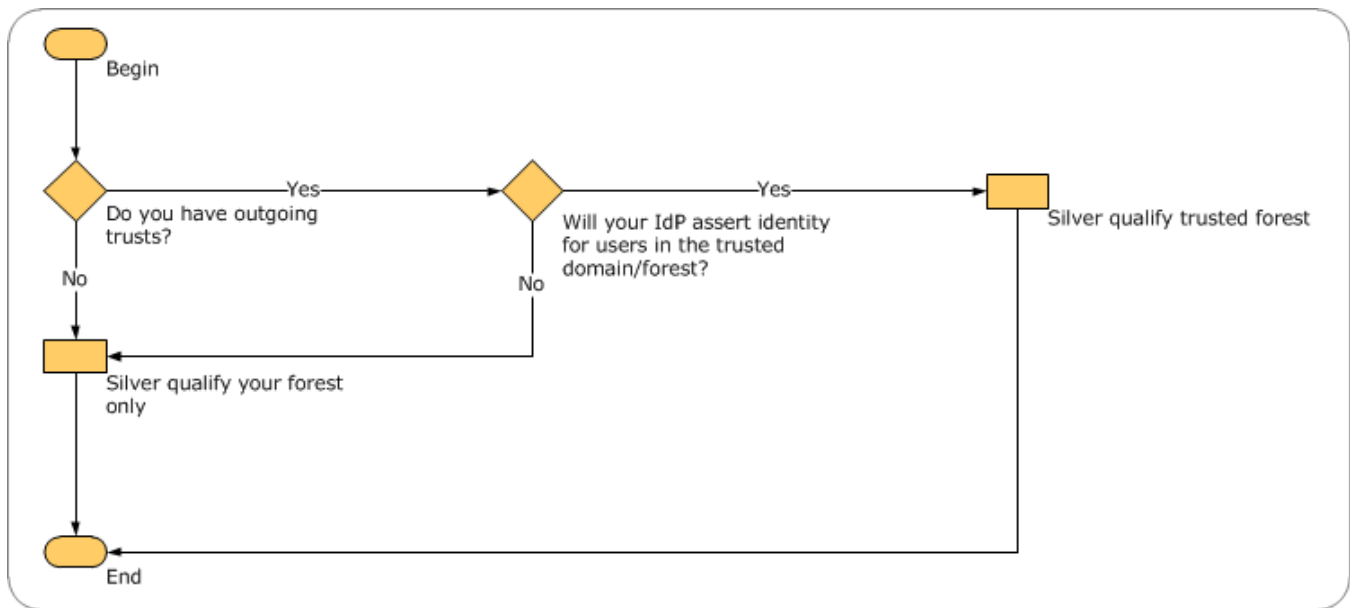 Begin
Yes
Yes
Do you have outgoing
trusts?
Will your IdP assert identity
for users in the trusted
domain/forest?
Silver qualify trusted forest
No
No
Silver qualify your forest
only
End